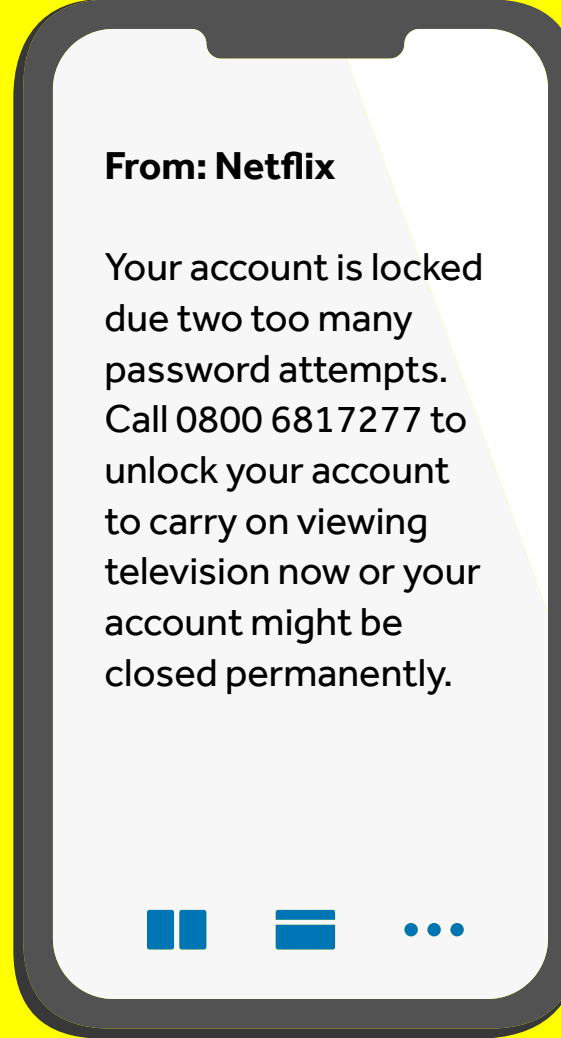 From: Netflix
Your account is locked
due two too many
password attempts.
Call 0800 6817277 to
unlock your account
to carry on viewing
television now or your
account might be
closed permanently.